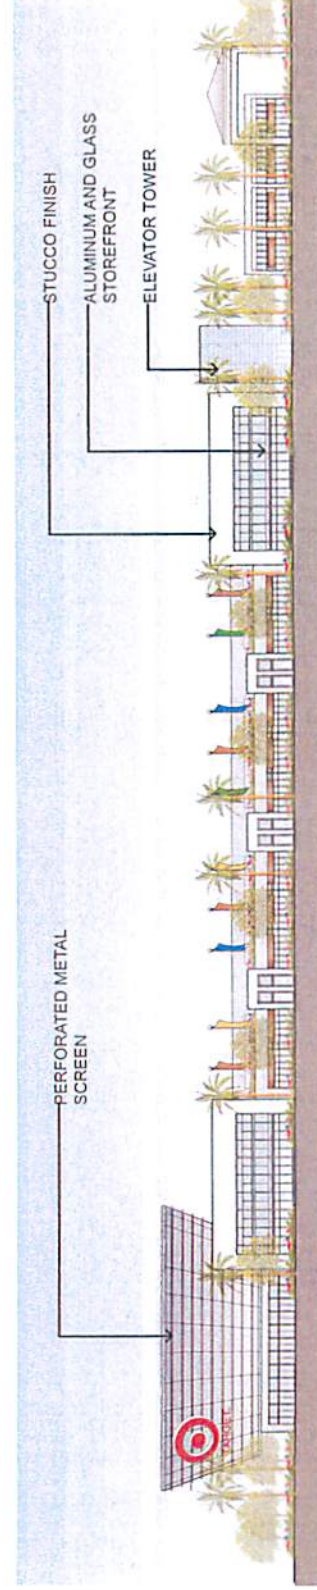 PERFORATED METAL
SCREEN
STUCCO FINISH
ALUMINUM AND GLASS
STOREFRONT
ELEVATOR TOWER
TARGET